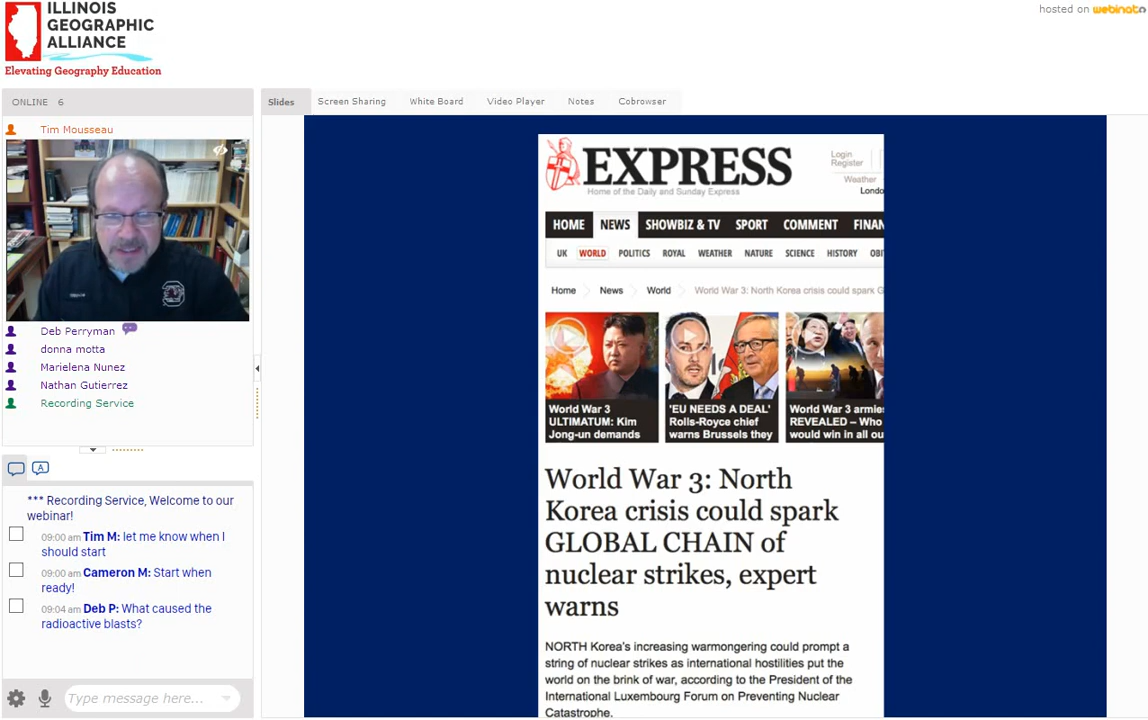 ILLINOIS
GEOGRAPHIC
ALLIANCE
Elevating Geography Education
hosted on webinato
ONLINE 6
Tim Mousseau
Deb Perryman
donna motta
Marielena Nunez
Nathan Gutierrez
Recording Service
*** Recording Service, Welcome to our
webinar!
09:00 am Tim M: let me know when I
should start
09:00 am Cameron M: Start when
ready!
09:04 am Deb P: What caused the
radioactive blasts?
Type message here...
Slides Screen Sharing White Board Video Player Notes Cobrowser
EXPRESS
Home of the Daily and Sunday Express
Login
Register
Weather
Londo
HOME NEWS SHOWBIZ & TV SPORT COMMENT FINAN
UK WORLD POLITICS ROYAL WEATHER NATURE SCIENCE HISTORY OBI
Home News World World War 3: North Korea crisis could spark G
World War 3
ULTIMATUM: Kim
Jong-un demands
'EU NEEDS A DEAL'
Rolls-Royce chief
warns Brussels they
World War 3 armie
REVEALED – Who
would win in all ou
World War 3: North
Korea crisis could spark
GLOBAL CHAIN of
nuclear strikes, expert
warns
NORTH Korea's increasing warmongering could prompt a
string of nuclear strikes as international hostilities put the
world on the brink of war, according to the President of the
International Luxembourg Forum on Preventing Nuclear
Catastrophe.